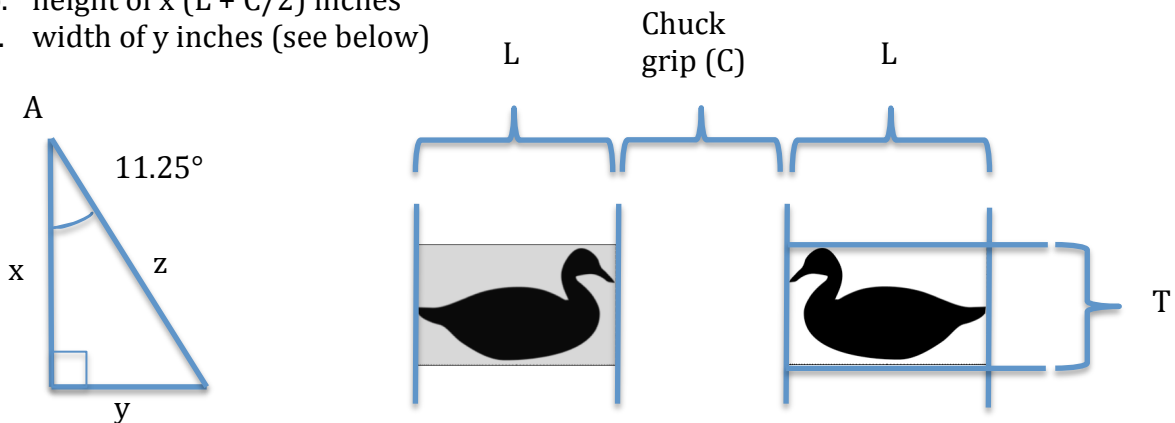 height of x (L + C/2) inches
. width of y inches (see below)
Chuck
grip (C)
L
L
A
11.25°
x
z
T
y